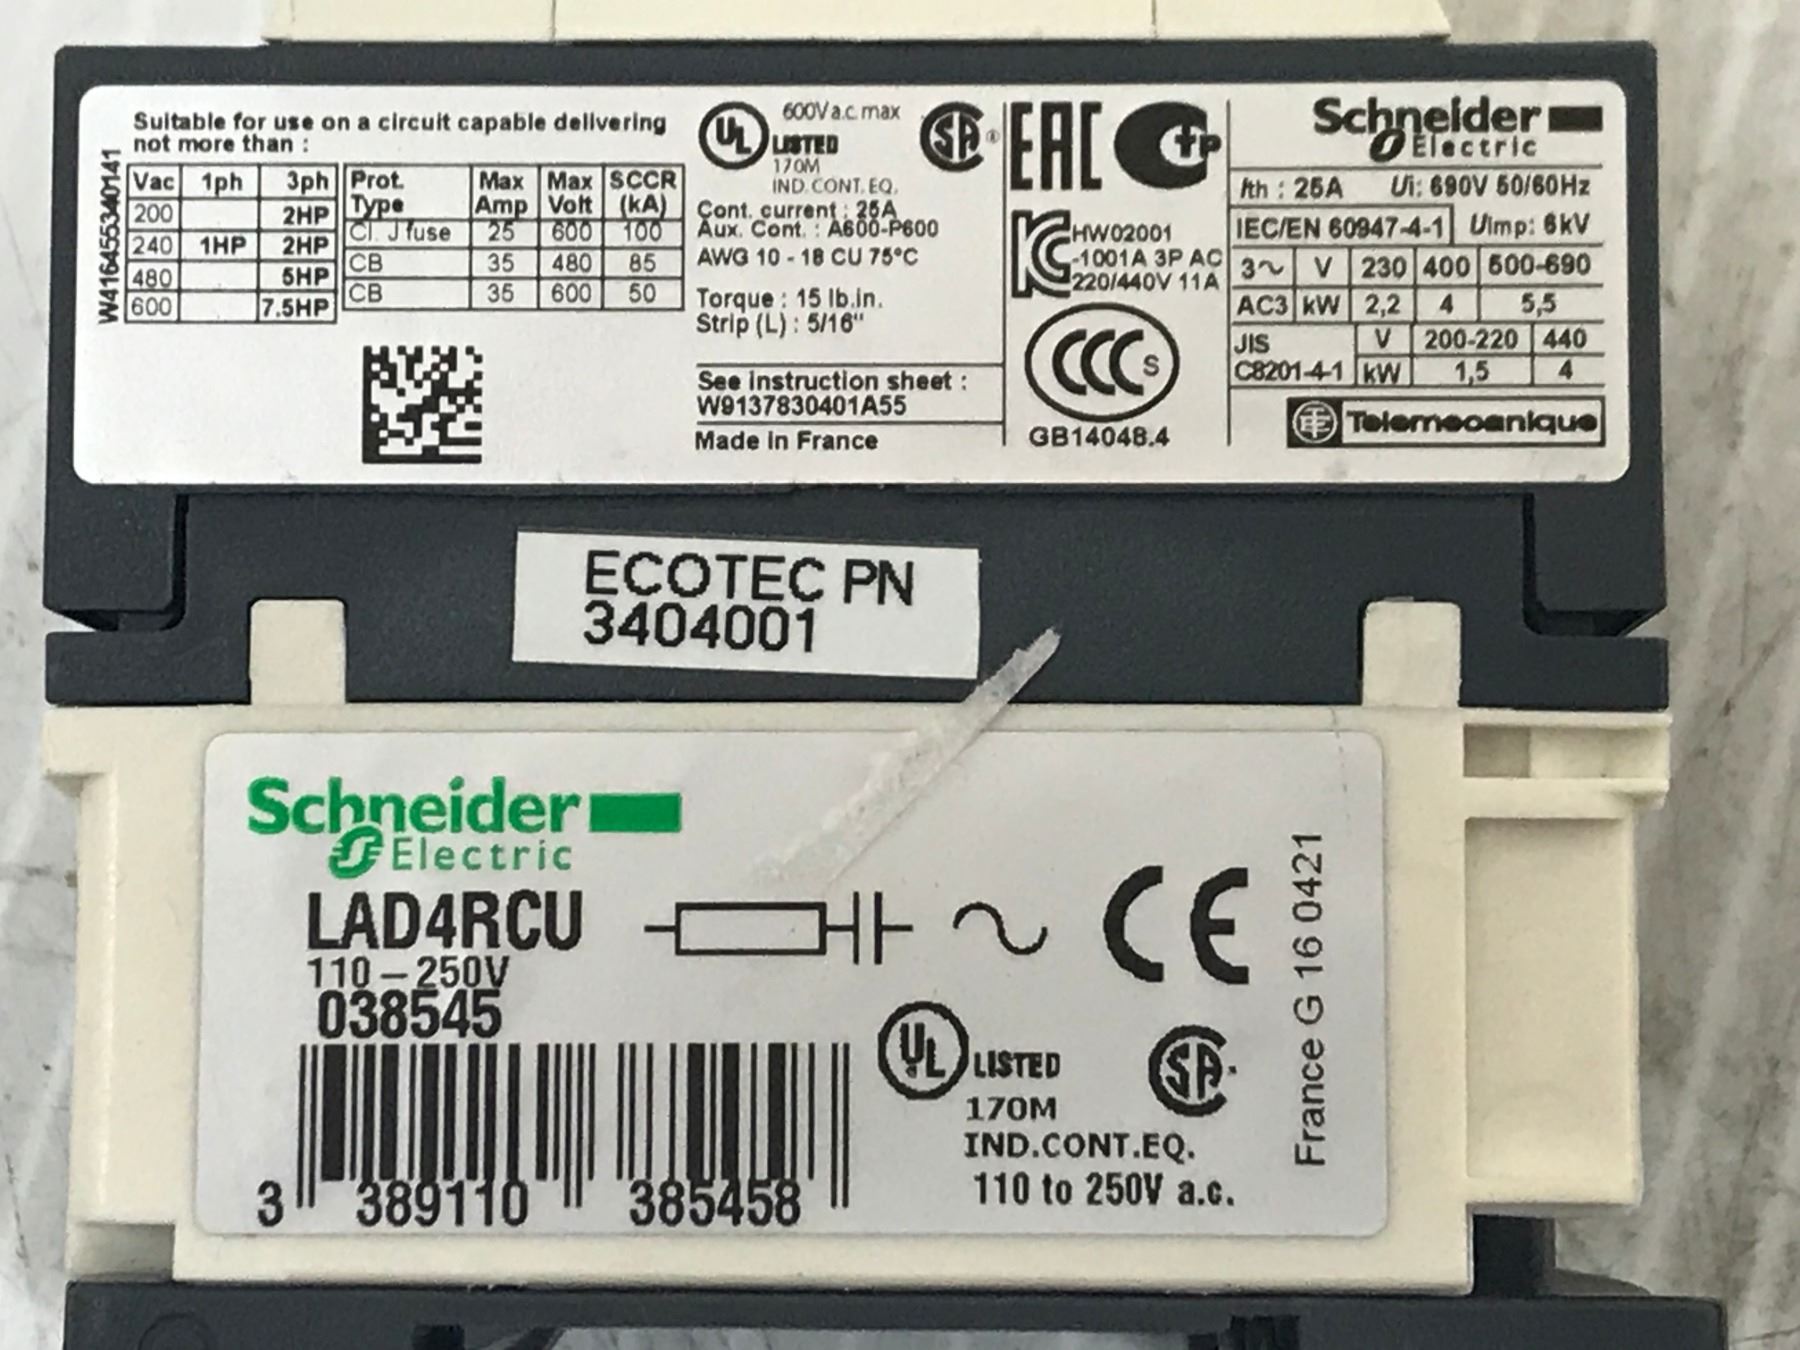 Suitable for use on a circuit capable delivering
not more than :
W41645534O141
Vac 1ph 3ph
200 2HP
240 1HP 2HP
480 5HP
600 7.5HP
Prot. Type Max Amp Max Volt SCCR (kA)
Cl. J fuse 25 600 100
CB 35 480 85
CB 35 600 50
UL
600V a.c. max
LISTED
170M
IND. CONT. EQ.
SA
Cont. current : 25A
Aux. Cont. : A600-P600
AWG 10 - 18 CU 75°C
Torque : 15 lb.in.
Strip (L) : 5/16"
See instruction sheet :
W9137830401A55
Made in France
EAC
HW02001
-1001A 3P AC
220/440V 11A
CCC S
GB14048.4
Schneider
Electric
Ith : 25A Ui: 690V 50/60Hz
IEC/EN 60947-4-1 Uimp: 6kV
3~ V 230 400 500-690
AC3 kW 2,2 4 5,5
JIS V 200-220 440
C8201-4-1 kW 1,5 4
Telemecanique
ECOTEC PN
3404001
Schneider
Electric
LAD4RCU
110-250V
038545
3 389110 385458
CE
UL LISTED
170M
IND.CONT.EQ.
110 to 250V a.c.
SA
France G 16 0421